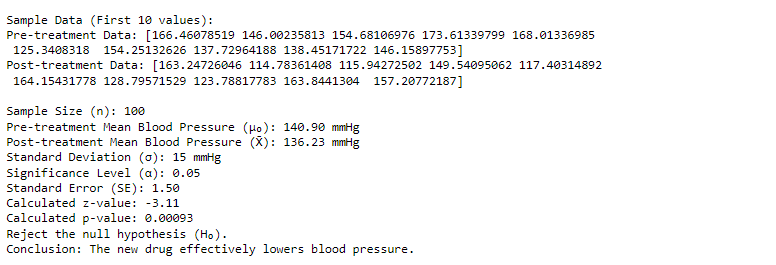 Sample Data (First 10 values):
Pre-treatment Data: [166.46078519 146.00235813 154.68106976 173.61339799 168.01336985
125.3408318  154.25132626 137.72964188 138.45171722 146.15897753]
Post-treatment Data: [163.24726046 114.78361408 115.94272502 149.54095062 117.40314892
164.15431778 128.79571529 123.78817783 163.8441304  157.20772187]
Sample Size (n): 100
Pre-treatment Mean Blood Pressure (μ₀): 140.90 mmHg
Post-treatment Mean Blood Pressure (X̄): 136.23 mmHg
Standard Deviation (σ): 15 mmHg
Significance Level (α): 0.05
Standard Error (SE): 1.50
Calculated z-value: -3.11
Calculated p-value: 0.00093
Reject the null hypothesis (H₀).
Conclusion: The new drug effectively lowers blood pressure.